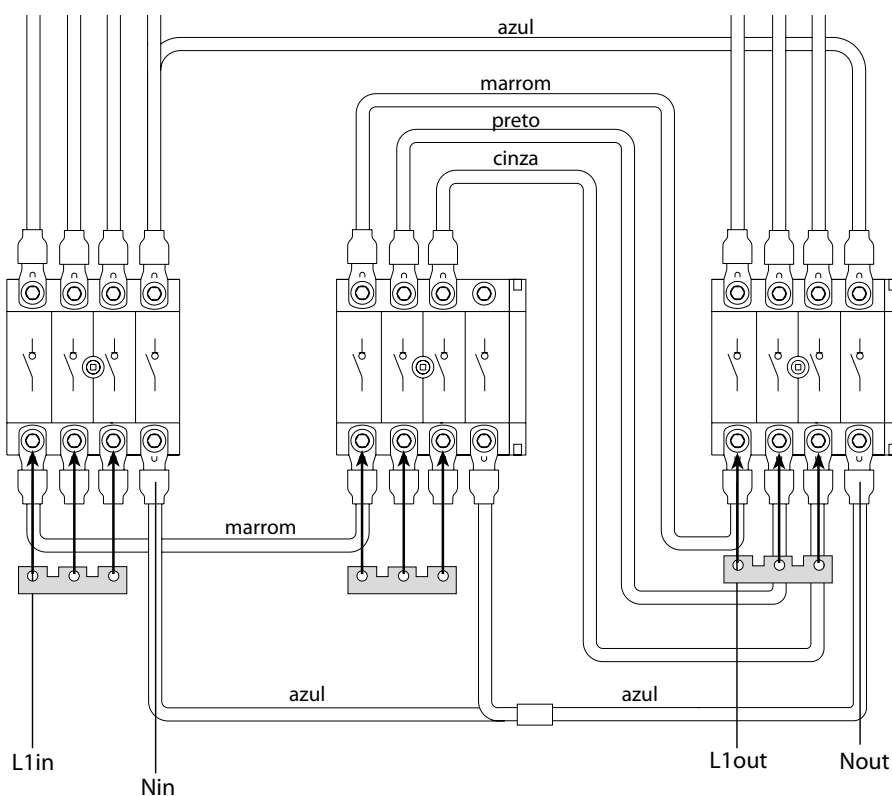 azul
marrom
preto
cinza
marrom
azul
azul
L1in
Nin
L1out
Nout